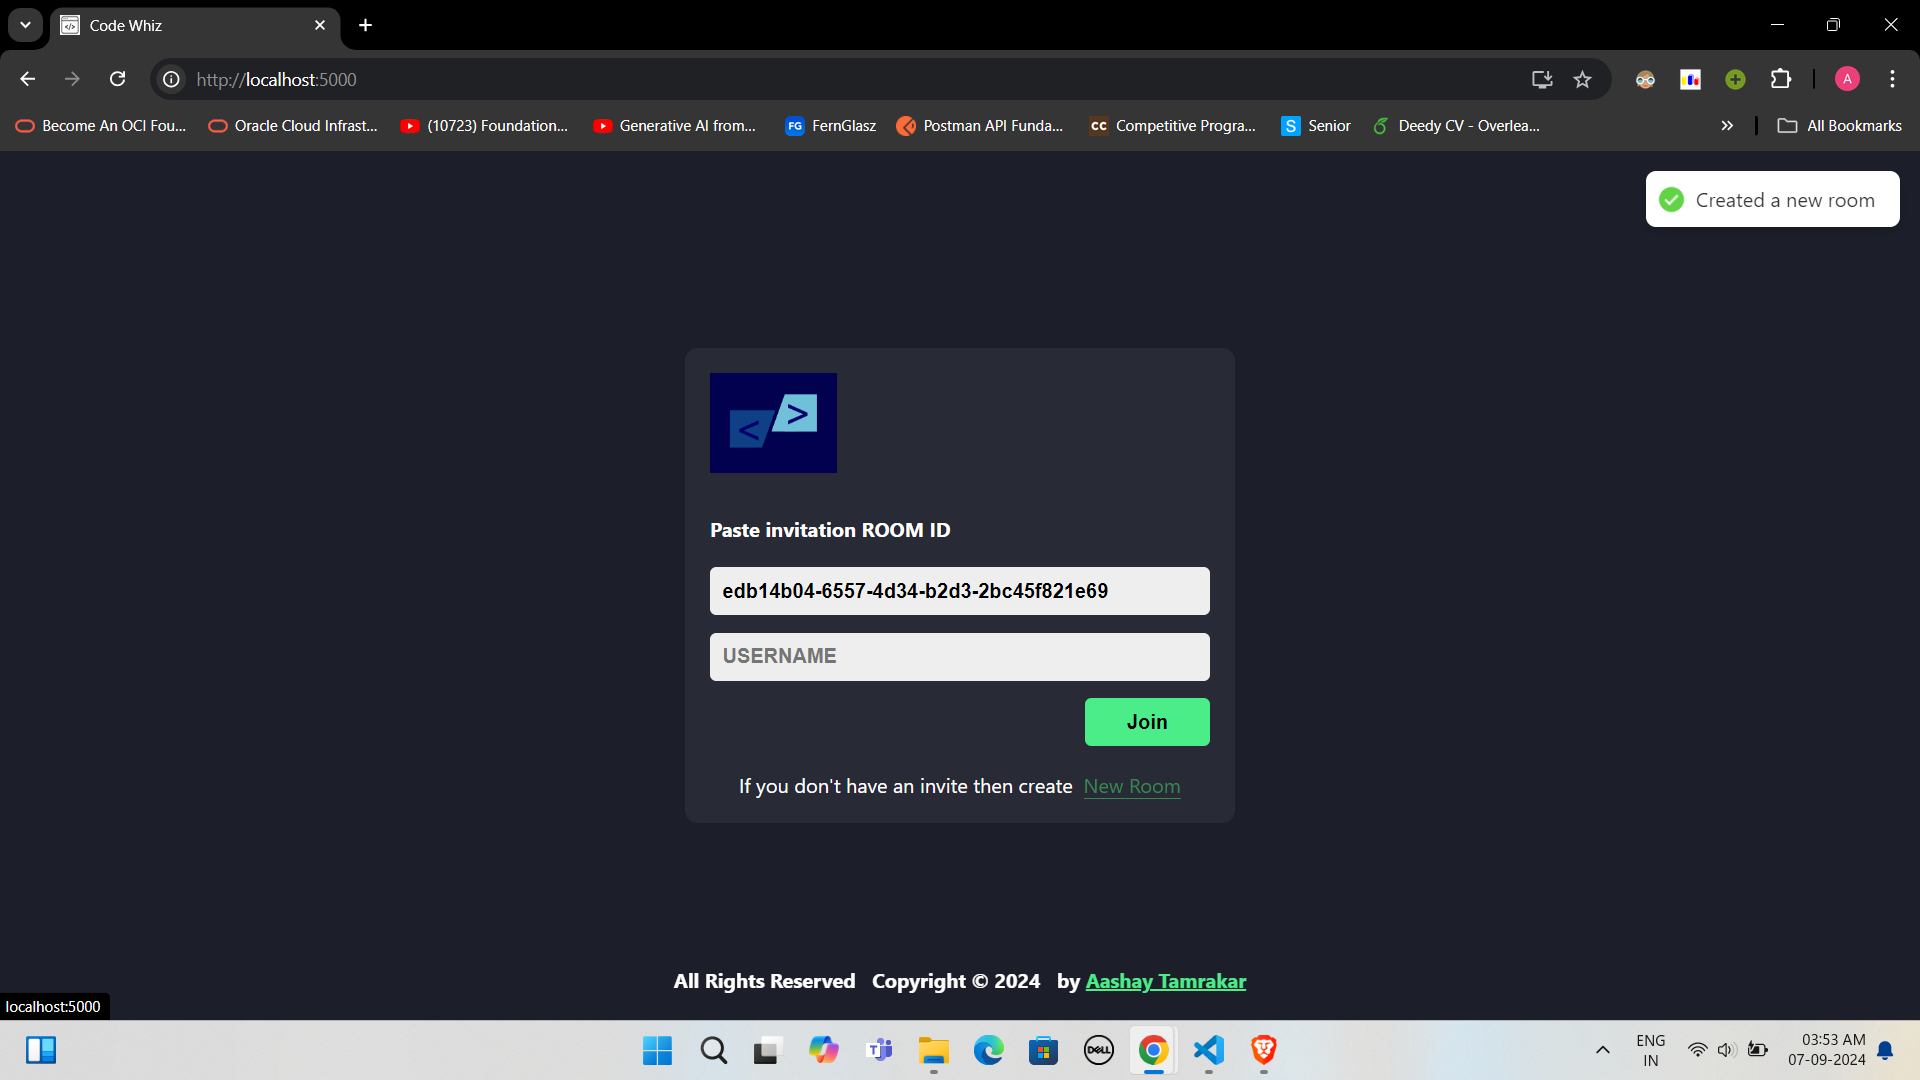 Code Whiz
http://localhost:5000
A
Become An OCI Fou...
Oracle Cloud Infrast...
(10723) Foundation...
Generative AI from...
FG FernGlasz
Postman API Funda...
CC Competitive Progra...
S Senior
Deedy CV - Overlea...
All Bookmarks
Created a new room
< >
Paste invitation ROOM ID
edb14b04-6557-4d34-b2d3-2bc45f821e69
USERNAME
Join
If you don't have an invite then create New Room
All Rights Reserved Copyright © 2024 by Aashay Tamrakar
localhost:5000
DELL
ENG
IN
03:53 AM
07-09-2024